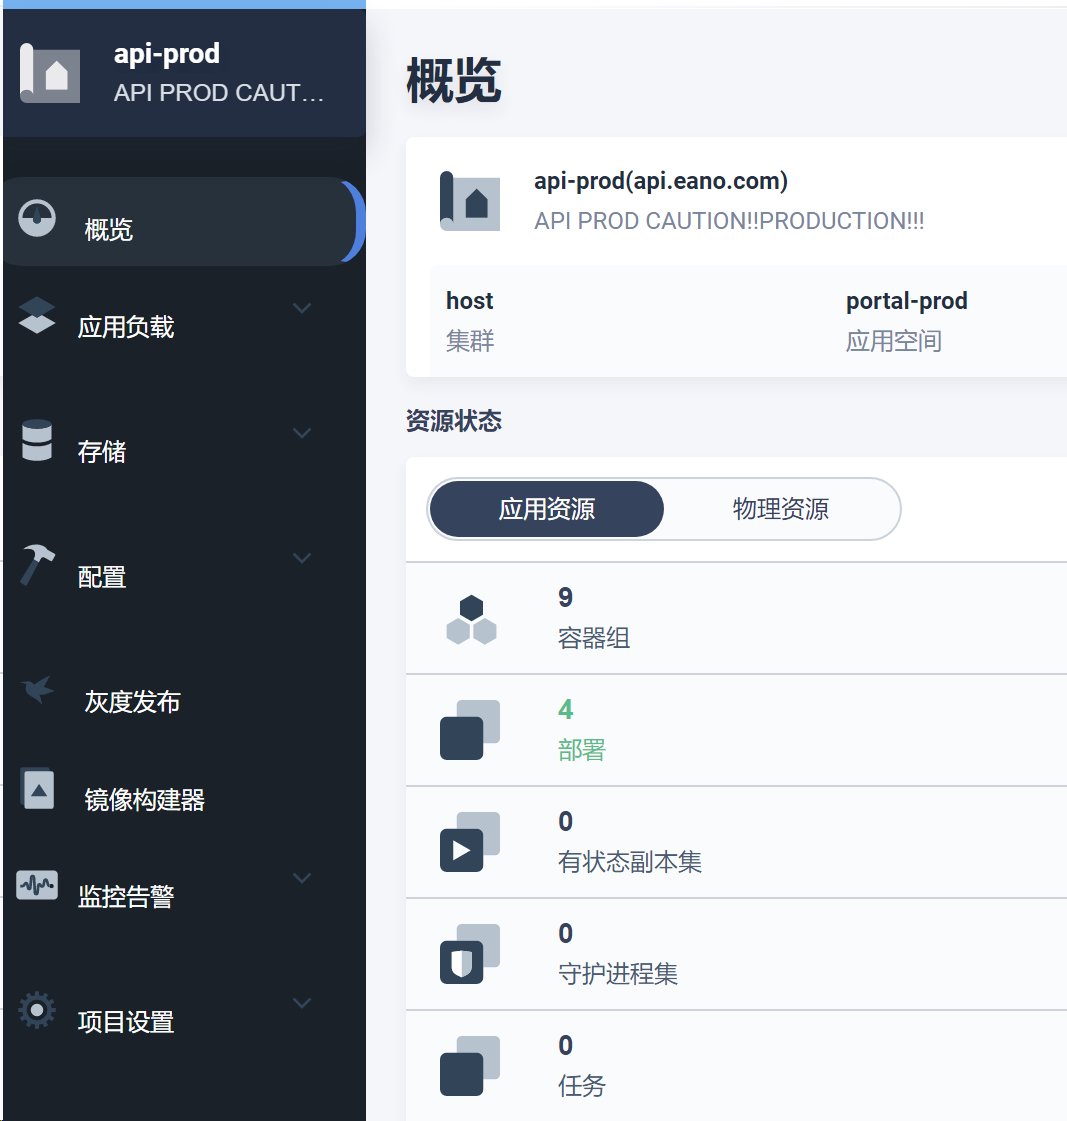 api-prod
API PROD CAUT...
概览
应用负载
存储
配置
灰度发布
镜像构建器
监控告警
项目设置
概览
api-prod(api.eano.com)
API PROD CAUTION!!PRODUCTION!!!
host
集群
portal-prod
应用空间
资源状态
应用资源
物理资源
9
容器组
4
部署
0
有状态副本集
0
守护进程集
0
任务